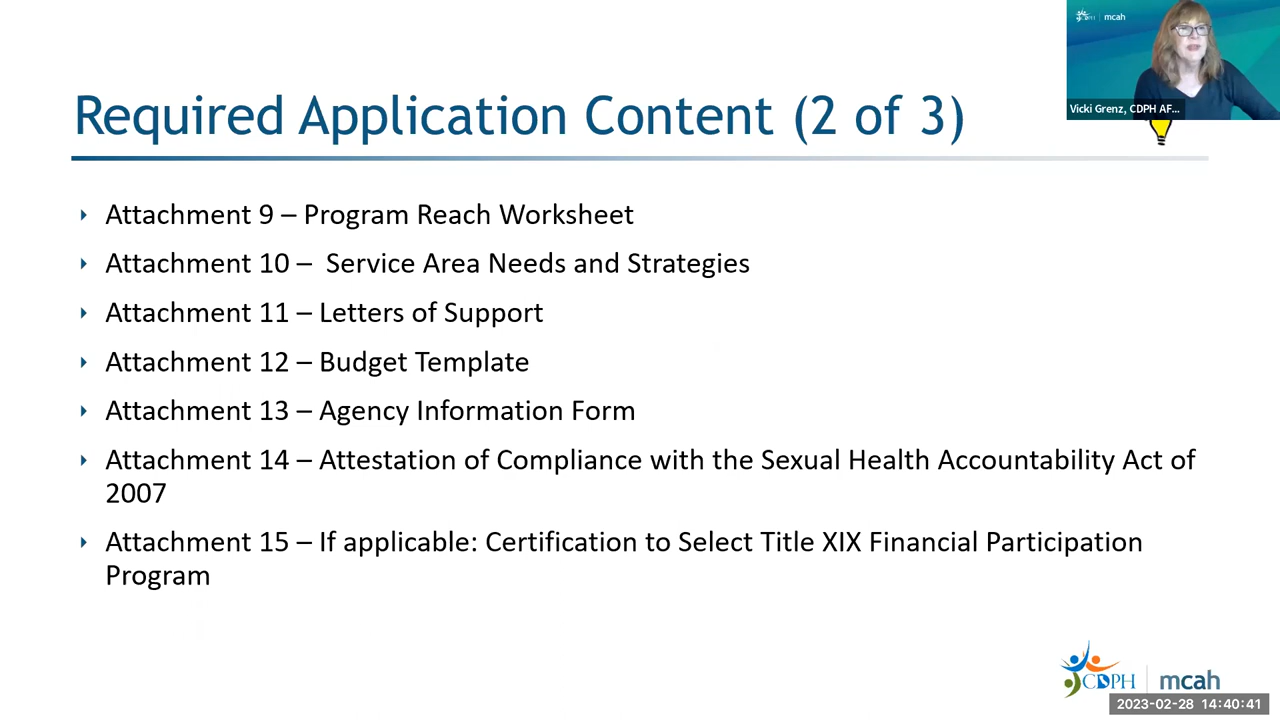 CDPH | mcah
Vicki Grenz, CDPH AF...
Required Application Content (2 of 3)
Attachment 9 – Program Reach Worksheet
Attachment 10 –  Service Area Needs and Strategies
Attachment 11 – Letters of Support
Attachment 12 – Budget Template
Attachment 13 – Agency Information Form
Attachment 14 – Attestation of Compliance with the Sexual Health Accountability Act of
2007
Attachment 15 – If applicable: Certification to Select Title XIX Financial Participation
Program
CDPH | mcah
2023-02-28 14:40:41